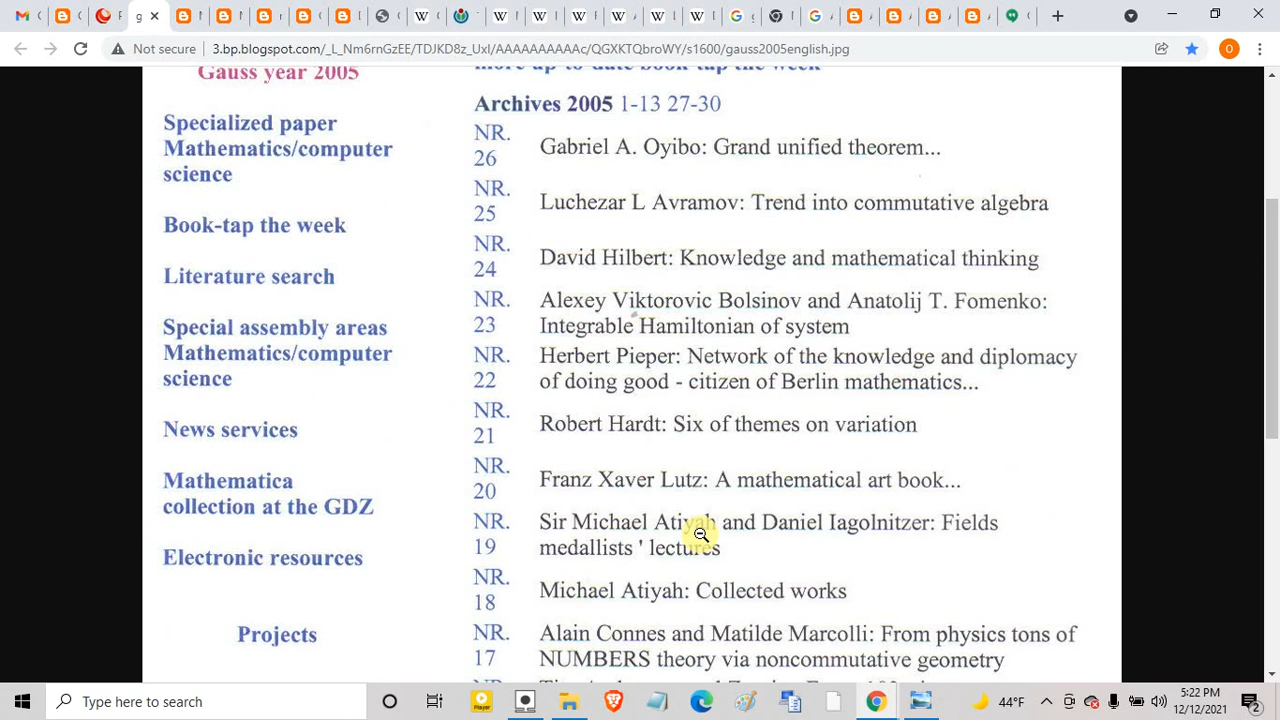 Not secure
3.bp.blogspot.com/_L_Nm6rnGzEE/TDJKD8z_UxI/AAAAAAAAAAc/QGXKTQbroWY/s1600/gauss2005english.jpg
Gauss year 2005
more up-to-date book-tap the week
Archives 2005 1-13 27-30
Specialized paper
Mathematics/computer
science
Book-tap the week
Literature search
Special assembly areas
Mathematics/computer
science
News services
Mathematica
collection at the GDZ
Electronic resources
Projects
NR.
26
Gabriel A. Oyibo: Grand unified theorem...
NR.
25
Luchezar L Avramov: Trend into commutative algebra
NR.
24
David Hilbert: Knowledge and mathematical thinking
NR.
23
Alexey Viktorovic Bolsinov and Anatolij T. Fomenko:
Integrable Hamiltonian of system
NR.
22
Herbert Pieper: Network of the knowledge and diplomacy
of doing good - citizen of Berlin mathematics...
NR.
21
Robert Hardt: Six of themes on variation
NR.
20
Franz Xaver Lutz: A mathematical art book...
NR.
19
Sir Michael Atiyah and Daniel Iagolnitzer: Fields
medallists ' lectures
NR.
18
Michael Atiyah: Collected works
NR.
17
Alain Connes and Matilde Marcolli: From physics tons of
NUMBERS theory via noncommutative geometry
Type here to search
44°F
5:22 PM
12/12/2021